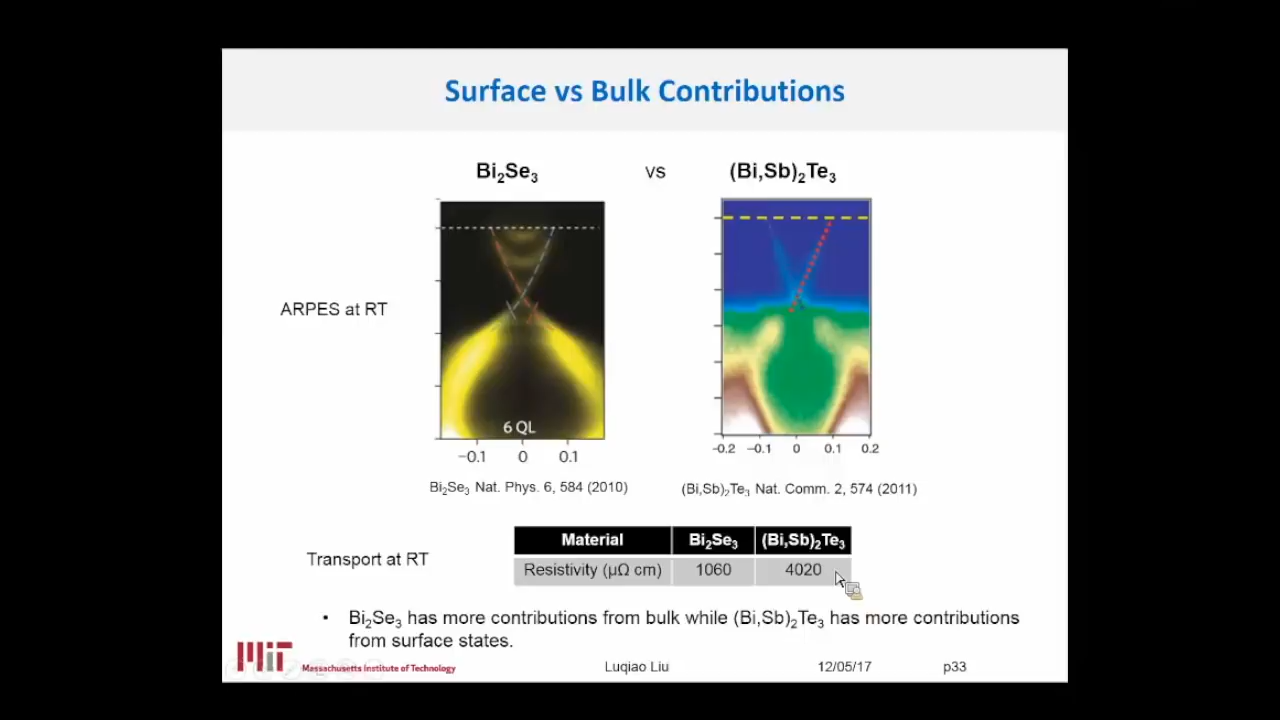 Surface vs Bulk Contributions
Bi₂Se₃ vs (Bi,Sb)₂Te₃
ARPES at RT
6 QL
−0.1 0 0.1
-0.2 -0.1 0 0.1 0.2
Bi₂Se₃ Nat. Phys. 6, 584 (2010)
(Bi,Sb)₂Te₃ Nat. Comm. 2, 574 (2011)
Transport at RT
Material Bi₂Se₃ (Bi,Sb)₂Te₃
Resistivity (μΩ cm) 1060 4020
• Bi₂Se₃ has more contributions from bulk while (Bi,Sb)₂Te₃ has more contributions
from surface states.
MIT Massachusetts Institute of Technology
Luqiao Liu
12/05/17
p33